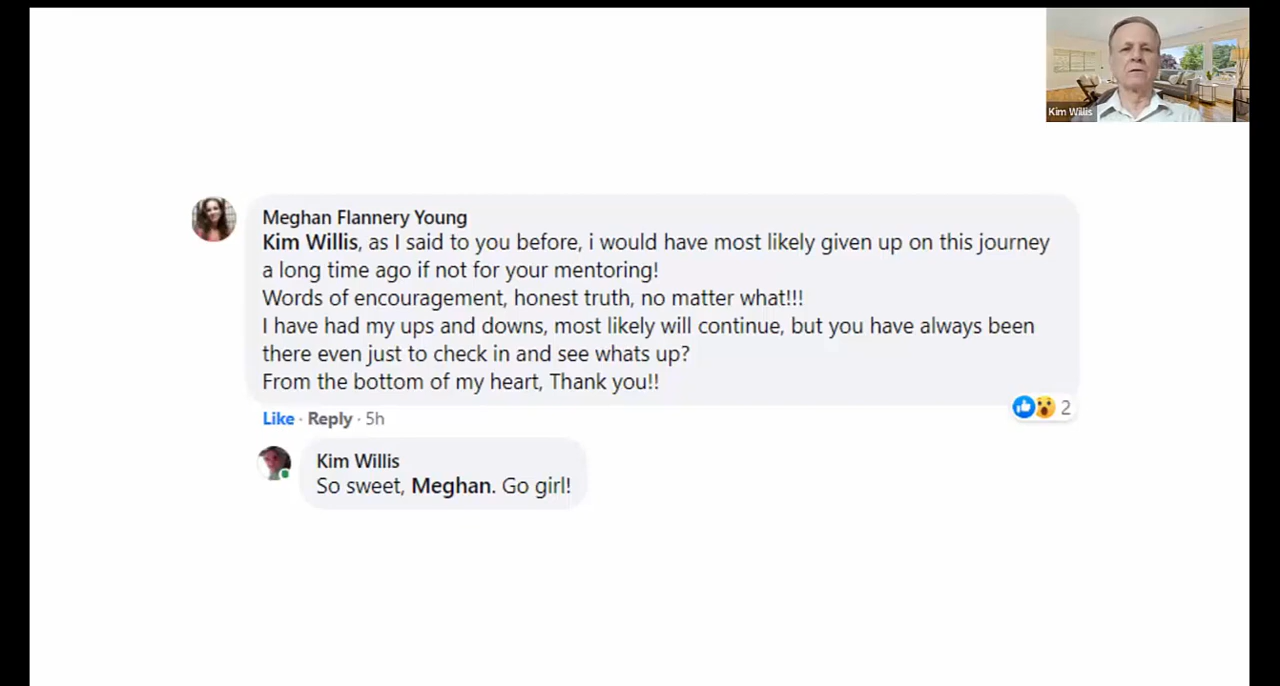 Kim Willis
Meghan Flannery Young
Kim Willis, as I said to you before, i would have most likely given up on this journey
a long time ago if not for your mentoring!
Words of encouragement, honest truth, no matter what!!!
I have had my ups and downs, most likely will continue, but you have always been
there even just to check in and see whats up?
From the bottom of my heart, Thank you!!
Like · Reply · 5h
2
Kim Willis
So sweet, Meghan. Go girl!